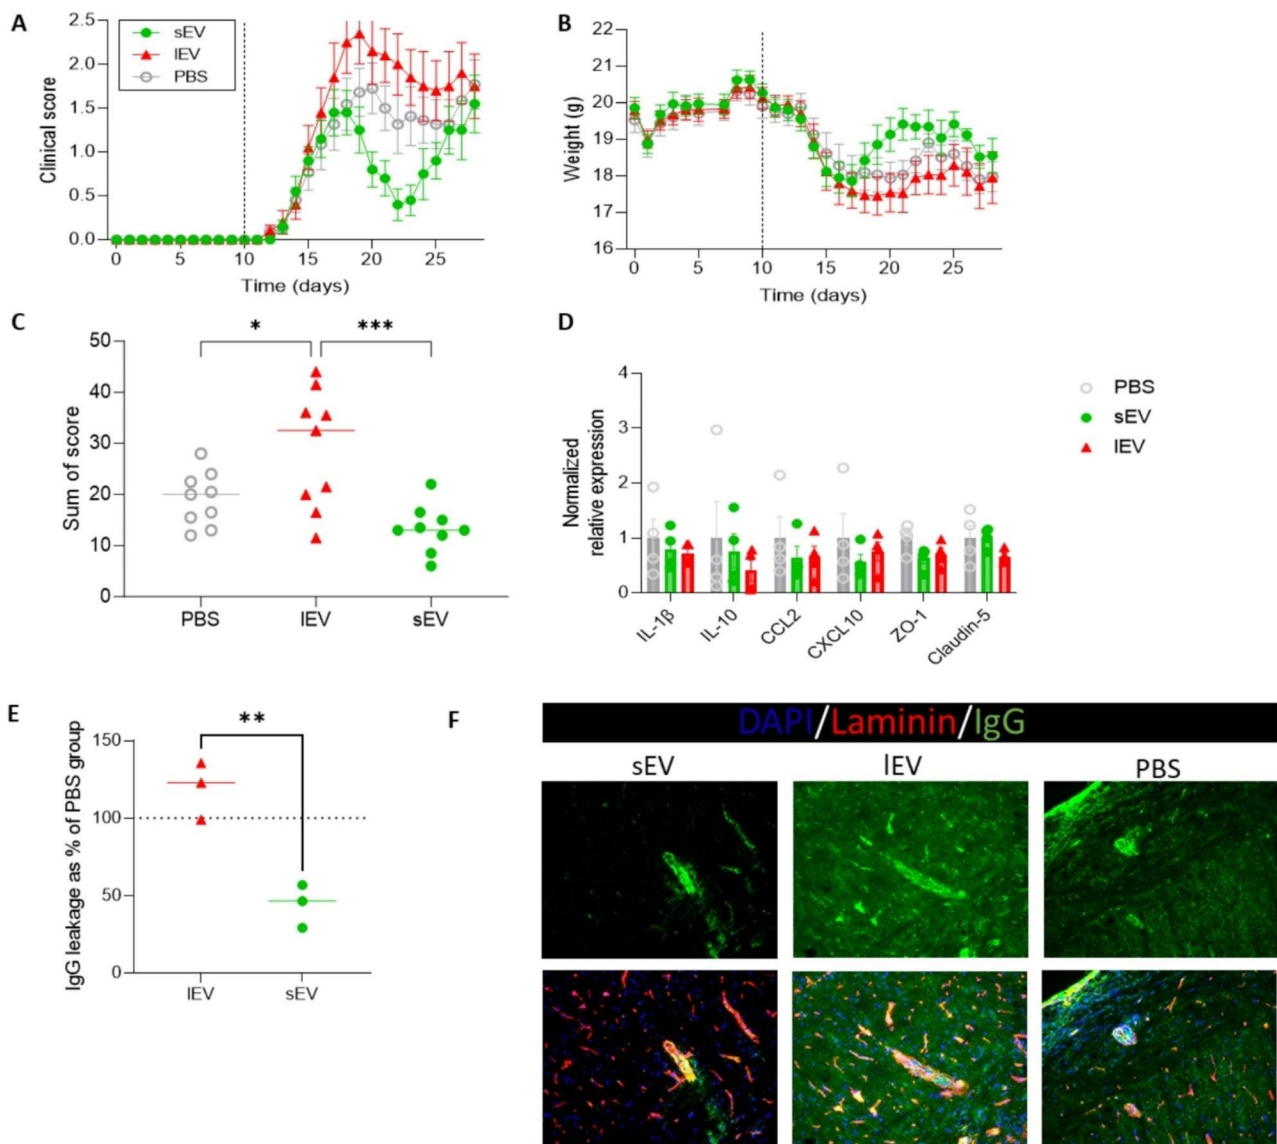 A
2.5
2.0
1.5
1.0
0.5
0.0
Clinical score
sEV
lEV
PBS
0 5 10 15 20 25
Time (days)
B
22
21
20
19
18
17
16
Weight (g)
0 5 10 15 20 25
Time (days)
C
* ***
50
40
30
20
10
0
Sum of score
PBS lEV sEV
D
4
3
2
1
0
Normalized
relative expression
PBS
sEV
lEV
IL-1β IL-10 CCL2 CXCL10 ZO-1 Claudin-5
E
**
150
100
50
0
IgG leakage as % of PBS group
lEV sEV
F
DAPI/Laminin/IgG
sEV lEV PBS